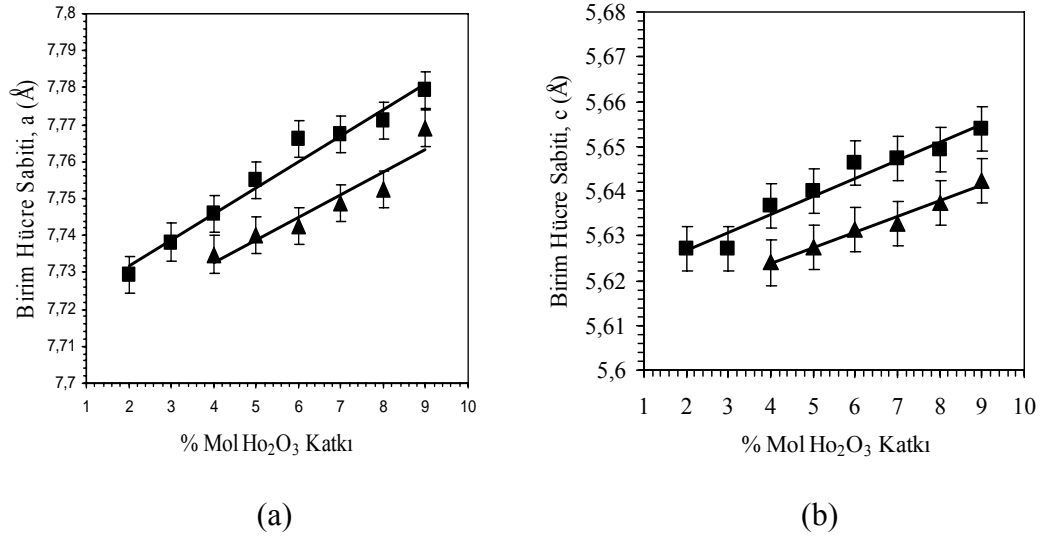 7,8
7,79
7,78
7,77
7,76
7,75
7,74
7,73
7,72
7,71
7,7
Birim Hücre Sabiti, a (Å)
1 2 3 4 5 6 7 8 9 10
% Mol Ho₂O₃ Katkı
(a)
5,68
5,67
5,66
5,65
5,64
5,63
5,62
5,61
5,6
Birim Hücre Sabiti, c (Å)
1 2 3 4 5 6 7 8 9 10
% Mol Ho₂O₃ Katkı
(b)